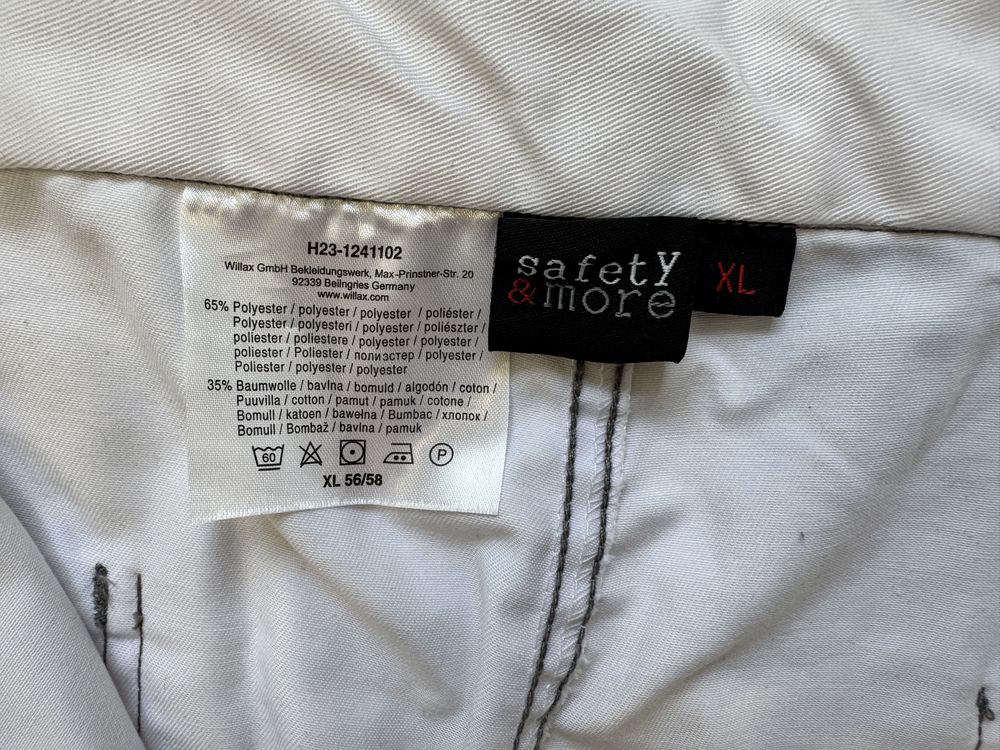 H23-1241102
Willax GmbH Bekleidungswerk, Max-Prinstner-Str. 20
92339 Beilngries Germany
www.willax.com
65% Polyester / polyester / polyester / poliéster /
Polyester / polyesteri / polyester / poliészter /
poliester / poliestere / polyester / polyester /
poliester / Poliester / полиэстер / polyester /
Poliester / polyester / polyester
35% Baumwolle / bavlna / bomuld / algodón / coton /
Puuvilla / cotton / pamut / pamuk / cotone /
Bomull / katoen / bawełna / Bumbac / хлопок /
Bomull / Bombaž / bavlna / pamuk
60 P
XL 56/58
safety
&more
XL